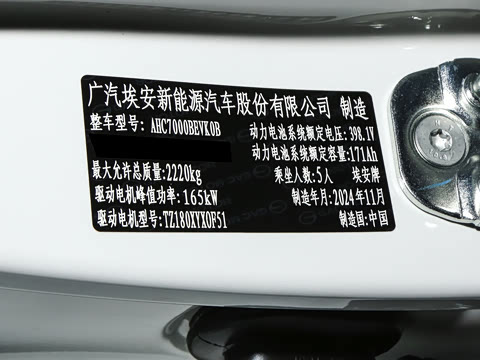 广汽埃安新能源汽车股份有限公司 制造
整车型号: AHC7000BEVK0B
动力电池系统额定电压: 398.1V
动力电池系统额定容量:171Ah
最大允许总质量:2220kg 乘坐人数:5人 埃安牌
驱动电机峰值功率:165kW 制造年月:2024年11月
驱动电机型号:TZ180XYX0F51 制造国:中国